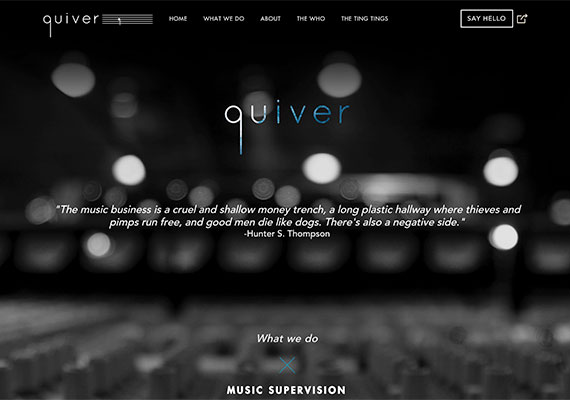 quiver HOME WHAT WE DO ABOUT THE WHO THE TING TINGS SAY HELLO
quiver
"The music business is a cruel and shallow money trench, a long plastic hallway where thieves and
pimps run free, and good men die like dogs. There's also a negative side."
-Hunter S. Thompson
What we do
MUSIC SUPERVISION